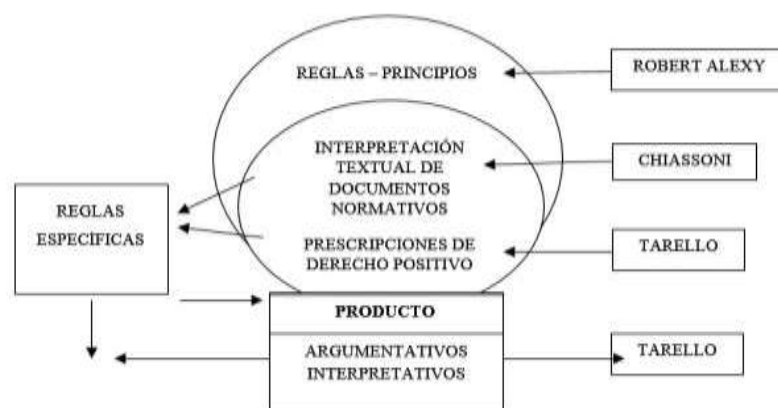 REGLAS – PRINCIPIOS
ROBERT ALEXY
INTERPRETACIÓN
TEXTUAL DE
DOCUMENTOS
NORMATIVOS
CHIASSONI
REGLAS
ESPECÍFICAS
PRESCRIPCIONES DE
DERECHO POSITIVO
TARELLO
PRODUCTO
ARGUMENTATIVOS
INTERPRETATIVOS
TARELLO